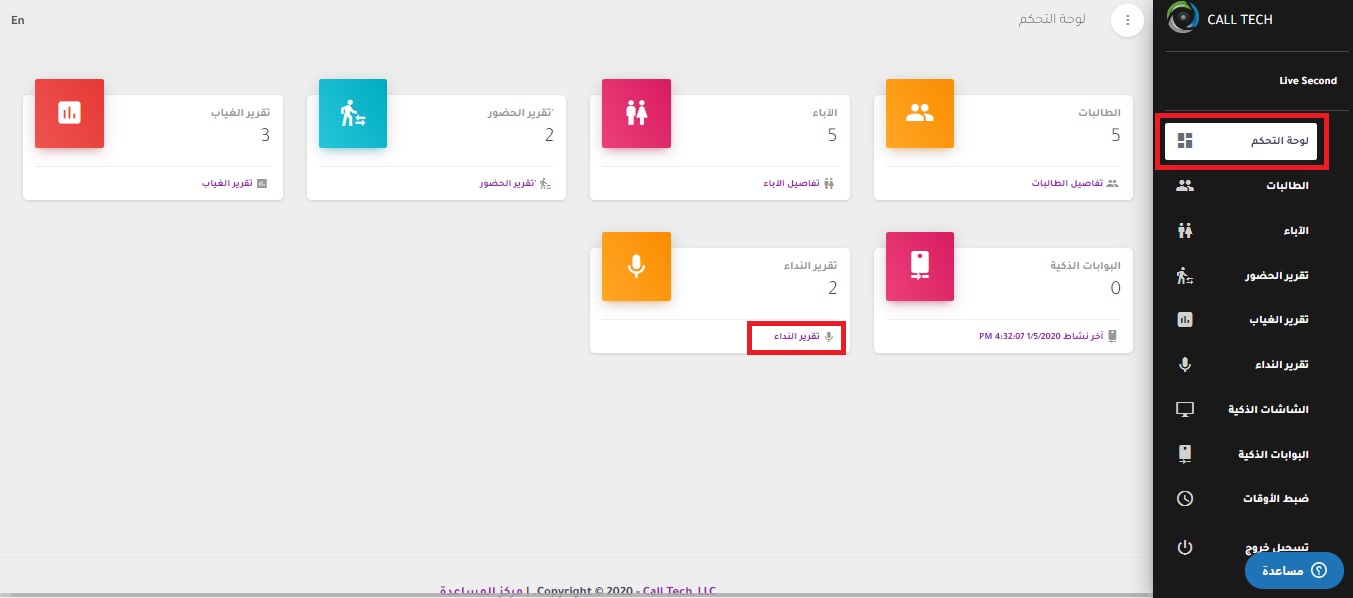 CALL TECH
Live Second
لوحة التحكم
الطالبات
الآباء
تقرير الحضور
تقرير الغياب
تقرير النداء
الشاشات الذكية
البوابات الذكية
ضبط الأوقات
تسجيل خروج
مساعدة
لوحة التحكم
En
الطالبات
5
تفاصيل الطالبات
الآباء
5
تفاصيل الآباء
'تقرير الحضور
2
'تقرير الحضور
تقرير الغياب
3
تقرير الغياب
البوابات الذكية
0
آخر نشاط 1/5/2020 4:32:07 PM
تقرير النداء
2
تقرير النداء
مركز المساعدة | Copyright © 2020 - Call Tech, LLC.